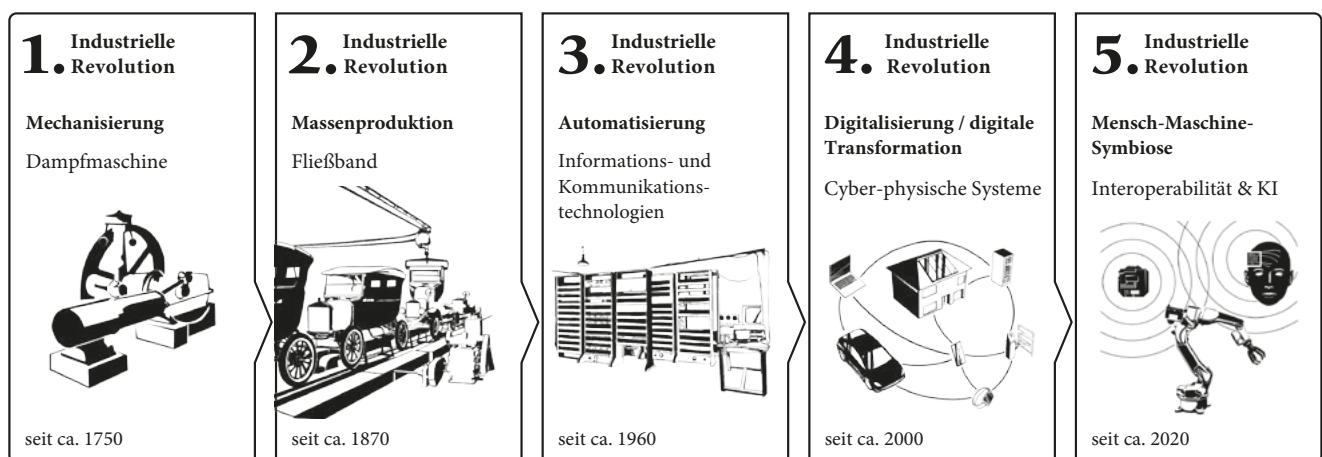 1. Industrielle
Revolution
Mechanisierung
Dampfmaschine
seit ca. 1750
2. Industrielle
Revolution
Massenproduktion
Fließband
seit ca. 1870
3. Industrielle
Revolution
Automatisierung
Informations- und
Kommunikations-
technologien
seit ca. 1960
4. Industrielle
Revolution
Digitalisierung / digitale
Transformation
Cyber-physische Systeme
seit ca. 2000
5. Industrielle
Revolution
Mensch-Maschine-
Symbiose
Interoperabilität & KI
seit ca. 2020